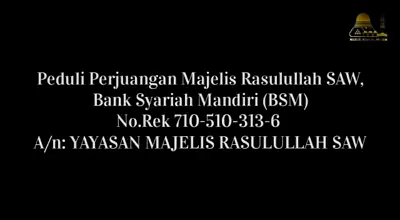 Peduli Perjuangan Majelis Rasulullah SAW,
Bank Syariah Mandiri (BSM)
No.Rek 710-510-313-6
A/n: YAYASAN MAJELIS RASULULLAH SAW